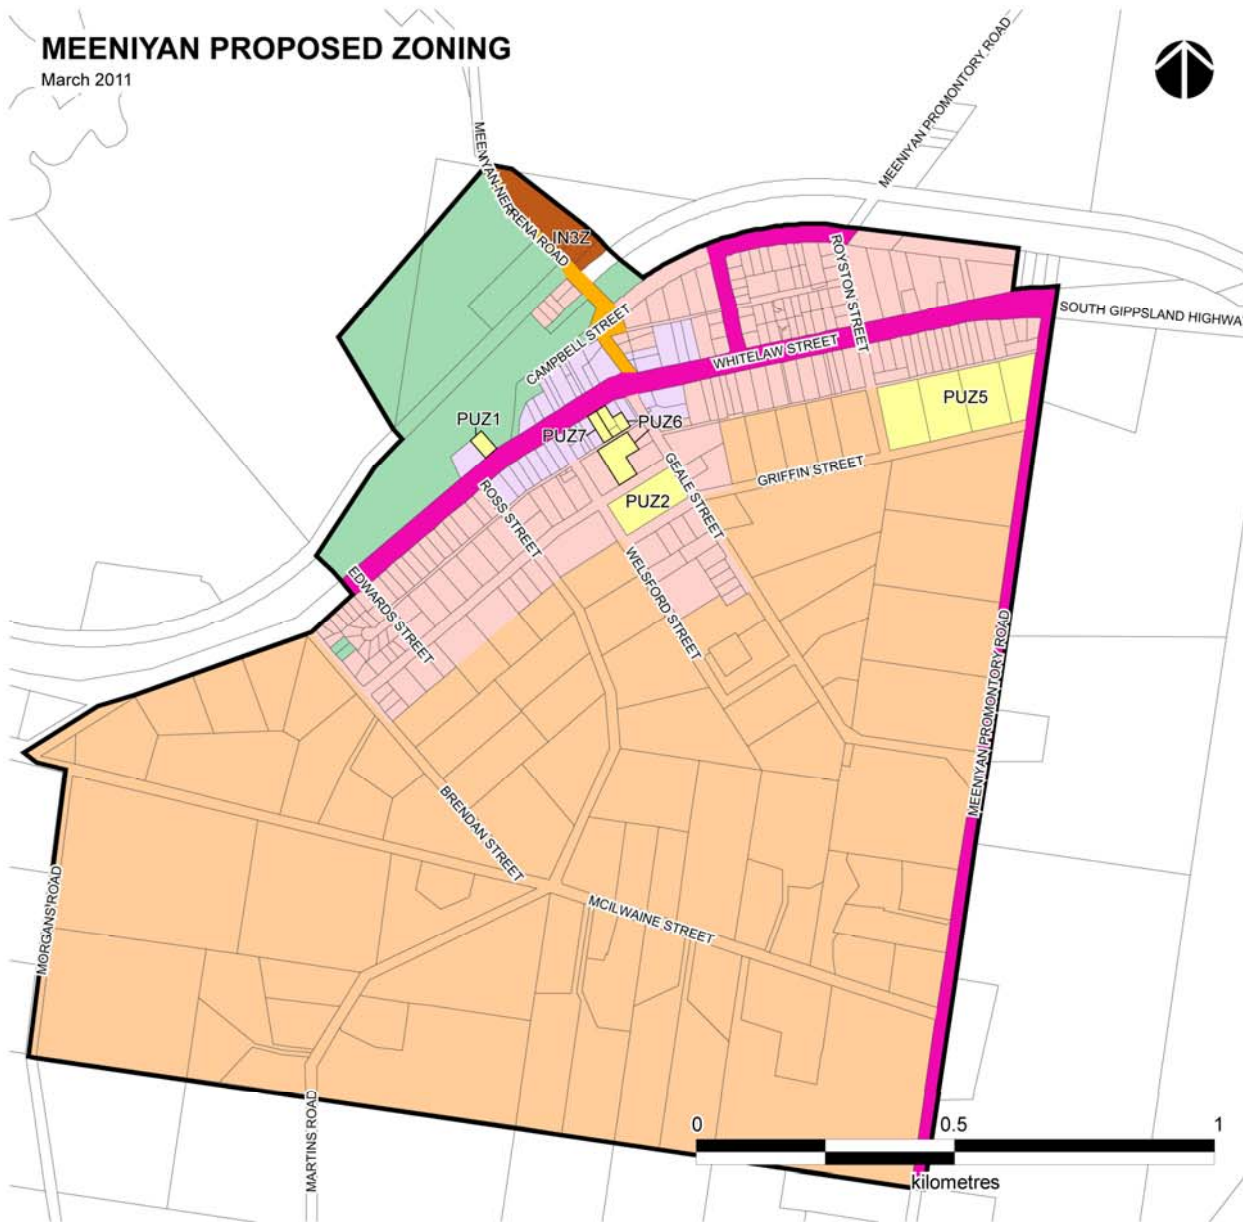 MEENIYAN PROPOSED ZONING
March 2011
MEENIYAN PROMONTORY ROAD
MEENIYAN-NERRENA ROAD
IN3Z
ROYSTON STREET
SOUTH GIPPSLAND HIGHWAY
CAMPBELL STREET
WHITELAW STREET
PUZ5
PUZ1
PUZ7
PUZ6
GRIFFIN STREET
GEALE STREET
ROSS STREET
PUZ2
WELSFORD STREET
EDWARDS STREET
MEENIYAN PROMONTORY ROAD
BRENDAN STREET
MORGANS ROAD
MCILWAINE STREET
MARTINS ROAD
0 0.5 1
kilometres